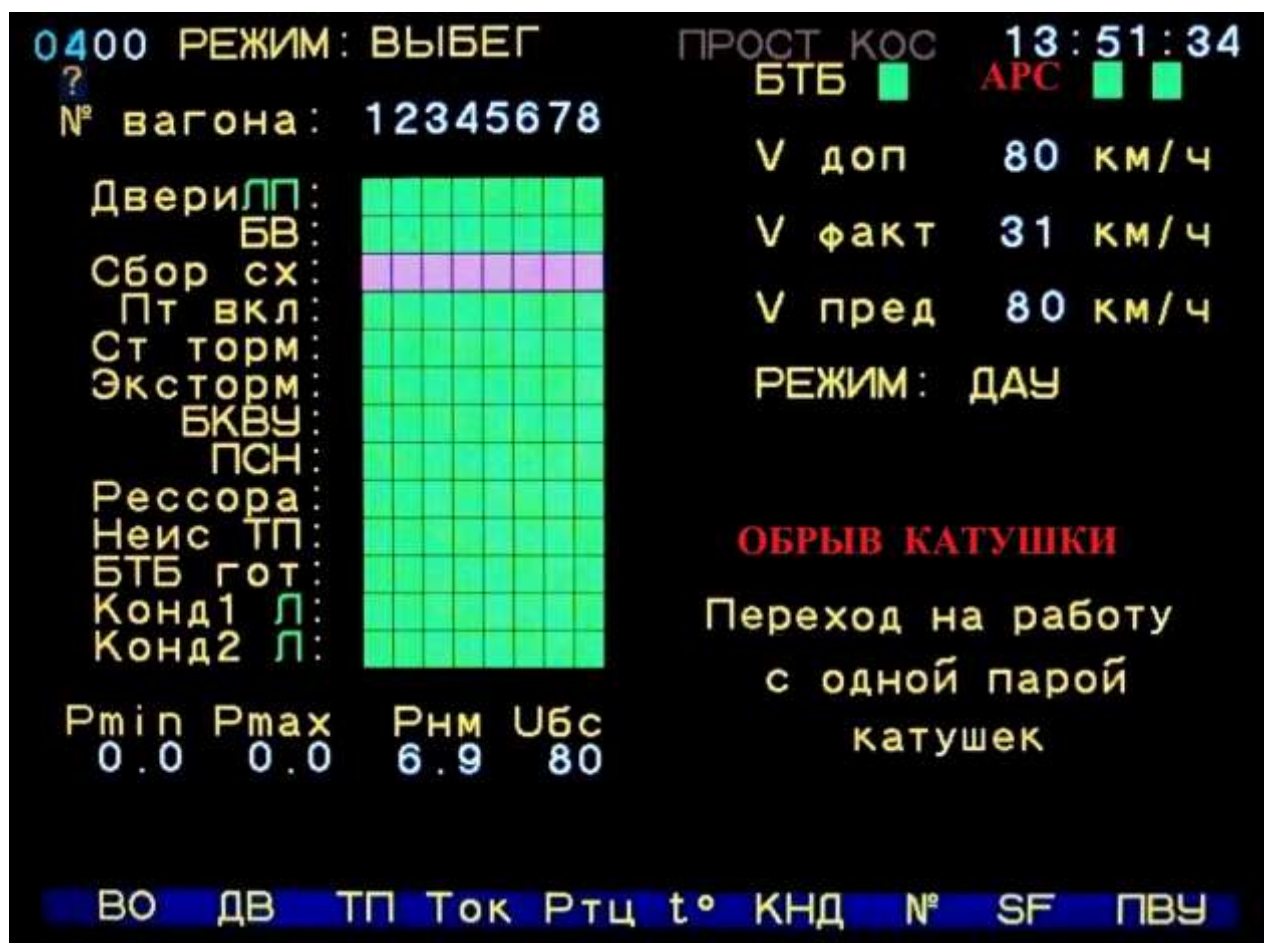 0400 РЕЖИМ: ВЫБЕГ ПРОСТ КОС 13:51:34
? БТБ АРС
№ вагона: 12345678
V доп 80 км/ч
ДвериЛП:
БВ: V факт 31 км/ч
Сбор сх:
Пт вкл: V пред 80 км/ч
Ст торм:
Эксторм: РЕЖИМ: ДАУ
БКВУ:
ПСН:
Рессора:
Неис ТП: ОБРЫВ КАТУШКИ
БТБ гот:
Конд1 Л: Переход на работу
Конд2 Л:
с одной парой
Pmin Pmax Рнм Uбс катушек
0.0 0.0 6.9 80
ВО ДВ ТП Ток Ртц t° КНД № SF ПВУ